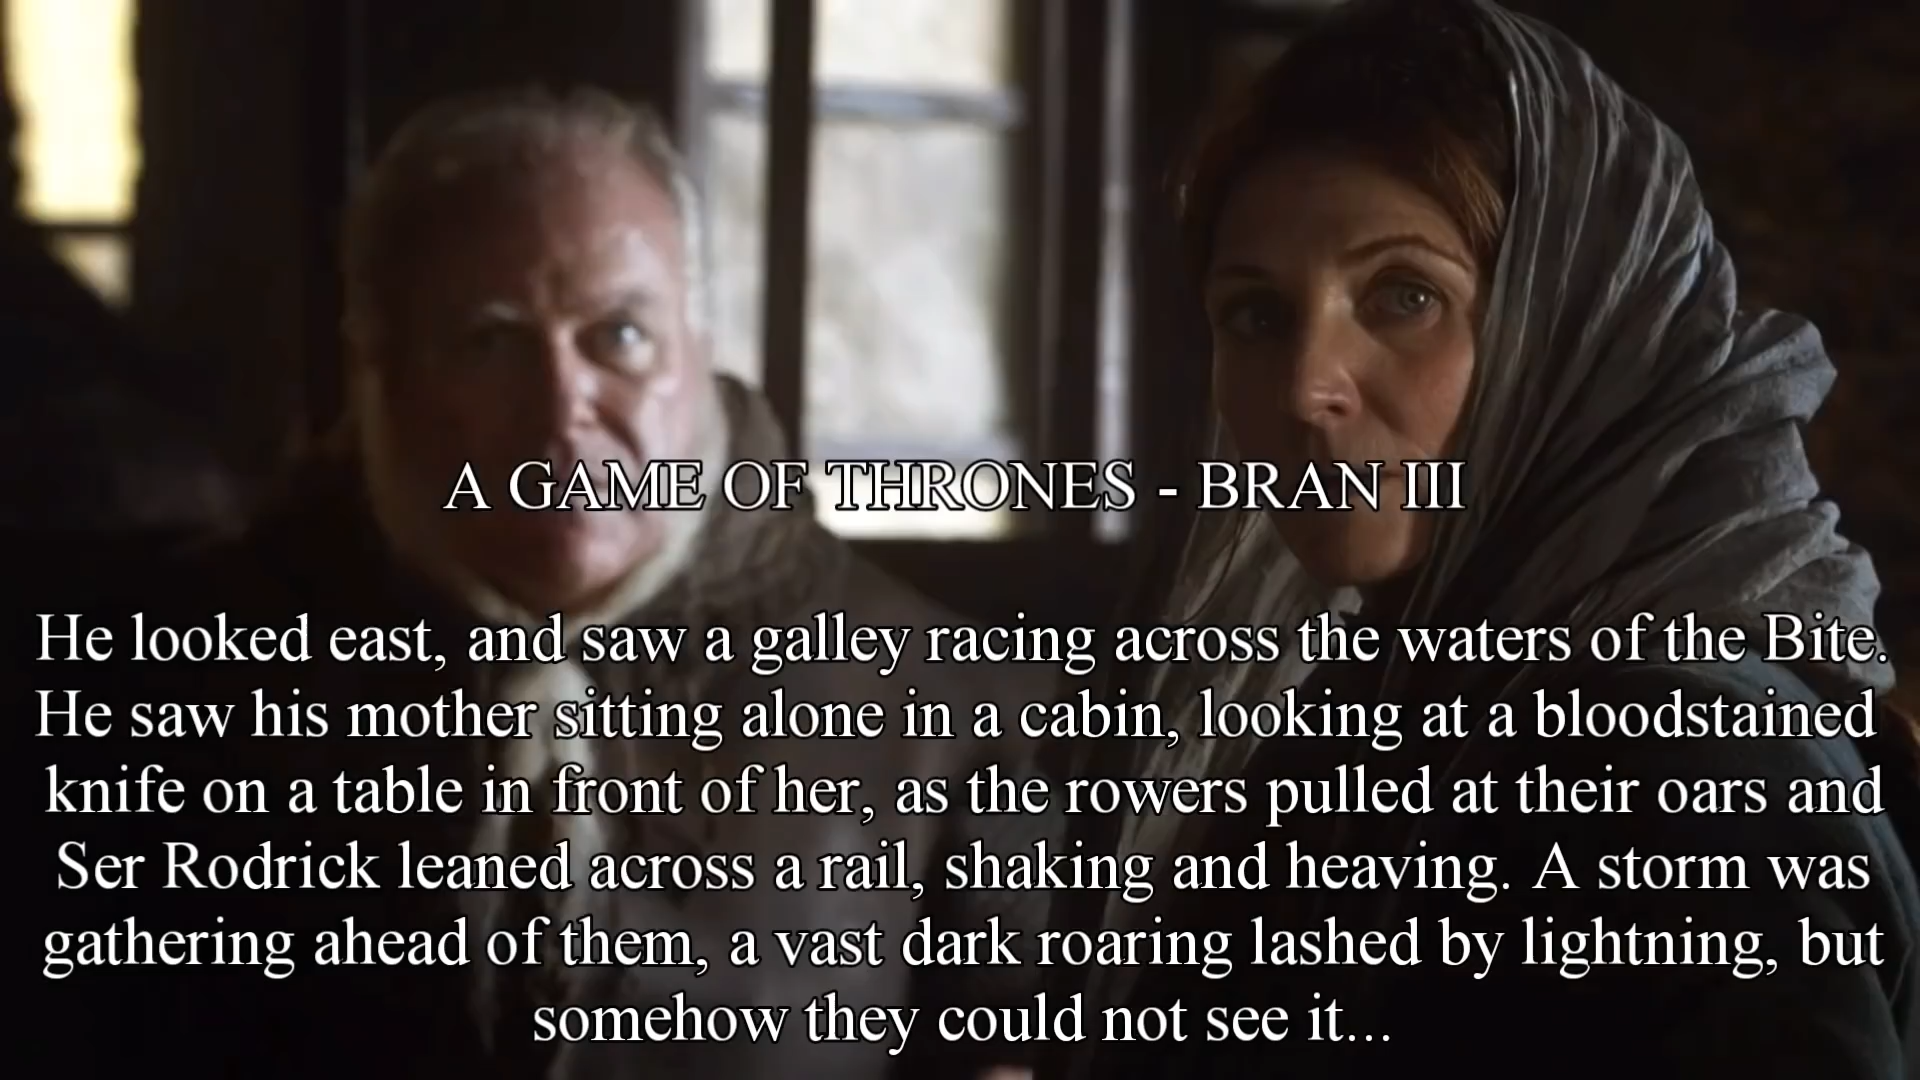 A GAME OF THRONES - BRAN III
He looked east, and saw a galley racing across the waters of the Bite.
He saw his mother sitting alone in a cabin, looking at a bloodstained
knife on a table in front of her, as the rowers pulled at their oars and
Ser Rodrick leaned across a rail, shaking and heaving. A storm was
gathering ahead of them, a vast dark roaring lashed by lightning, but
somehow they could not see it...